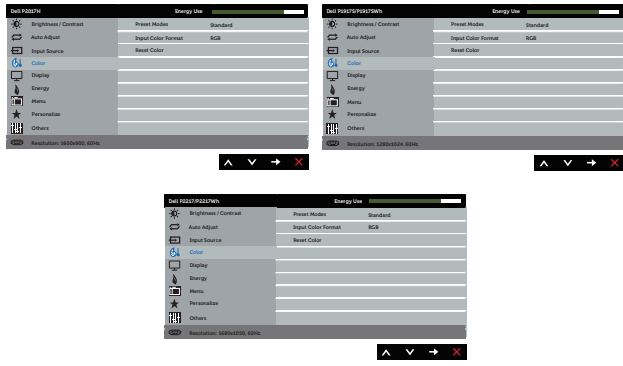 Dell P2017H Energy Use
Brightness / Contrast Preset Modes Standard
Auto Adjust Input Color Format RGB
Input Source Reset Color
Color
Display
Energy
Menu
Personalize
Others
Resolution: 1600x900, 60Hz
Dell P1917S/P1917SWh Energy Use
Brightness / Contrast Preset Modes Standard
Auto Adjust Input Color Format RGB
Input Source Reset Color
Color
Display
Energy
Menu
Personalize
Others
Resolution: 1280x1024, 60Hz
Dell P2217/P2217Wh Energy Use
Brightness / Contrast Preset Modes Standard
Auto Adjust Input Color Format RGB
Input Source Reset Color
Color
Display
Energy
Menu
Personalize
Others
Resolution: 1680x1050, 60Hz